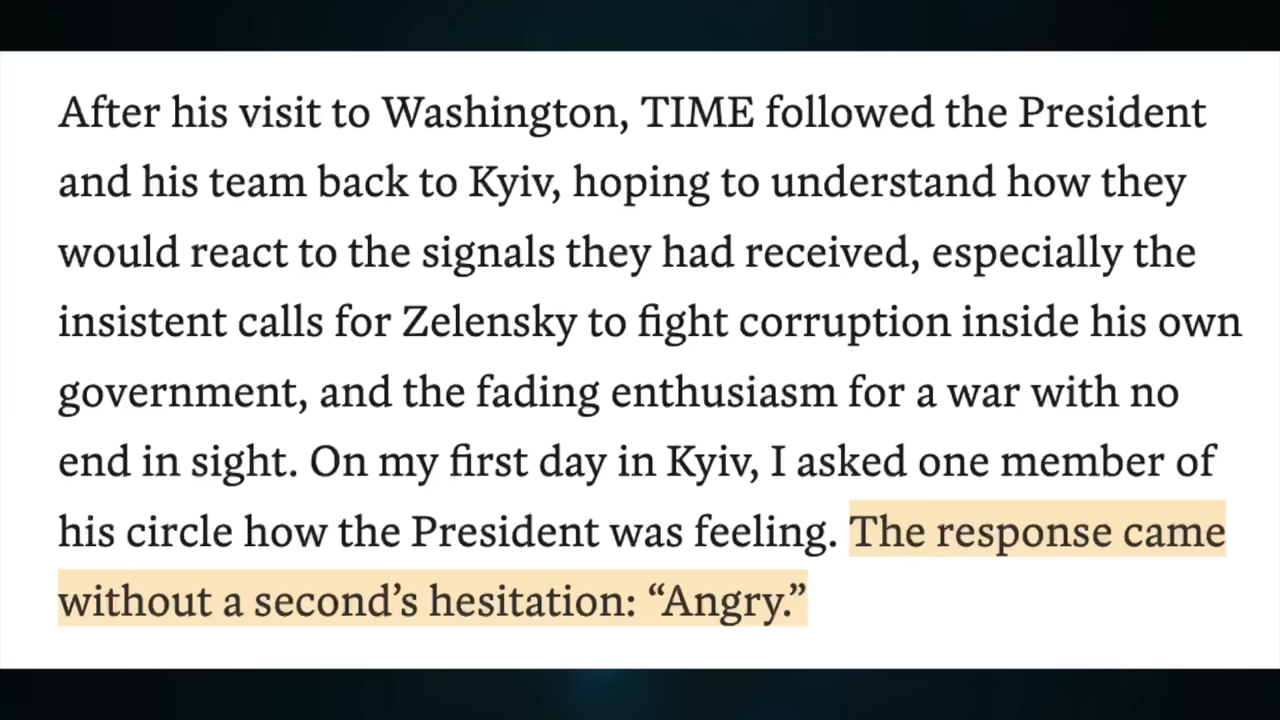 After his visit to Washington, TIME followed the President
and his team back to Kyiv, hoping to understand how they
would react to the signals they had received, especially the
insistent calls for Zelensky to fight corruption inside his own
government, and the fading enthusiasm for a war with no
end in sight. On my first day in Kyiv, I asked one member of
his circle how the President was feeling. The response came
without a second’s hesitation: “Angry.”